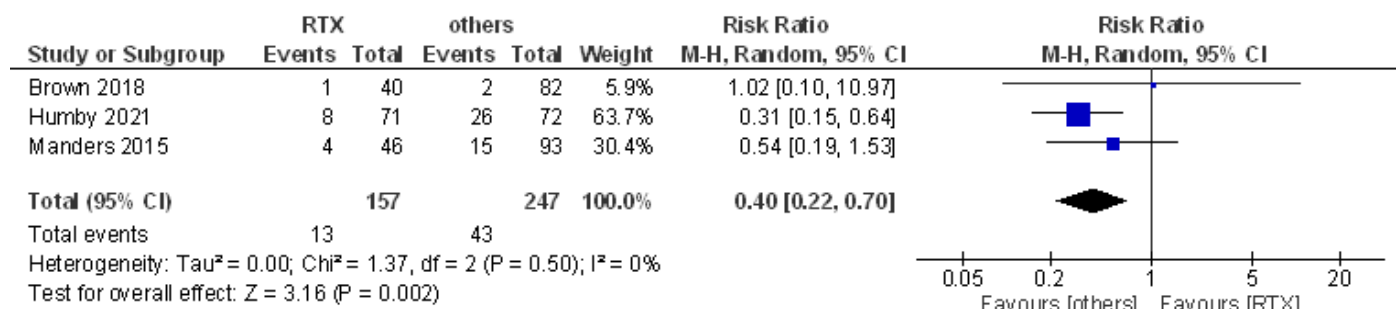 RTX others Risk Ratio Risk Ratio
Study or Subgroup Events Total Events Total Weight M-H, Random, 95% CI M-H, Random, 95% CI
Brown 2018 1 40 2 82 5.9% 1.02 [0.10, 10.97]
Humby 2021 8 71 26 72 63.7% 0.31 [0.15, 0.64]
Manders 2015 4 46 15 93 30.4% 0.54 [0.19, 1.53]
Total (95% CI) 157 247 100.0% 0.40 [0.22, 0.70]
Total events 13 43
Heterogeneity: Tau² = 0.00; Chi² = 1.37, df = 2 (P = 0.50); I² = 0%
Test for overall effect: Z = 3.16 (P = 0.002)
0.05 0.2 1 5 20
Favours [others] Favours [RTX]